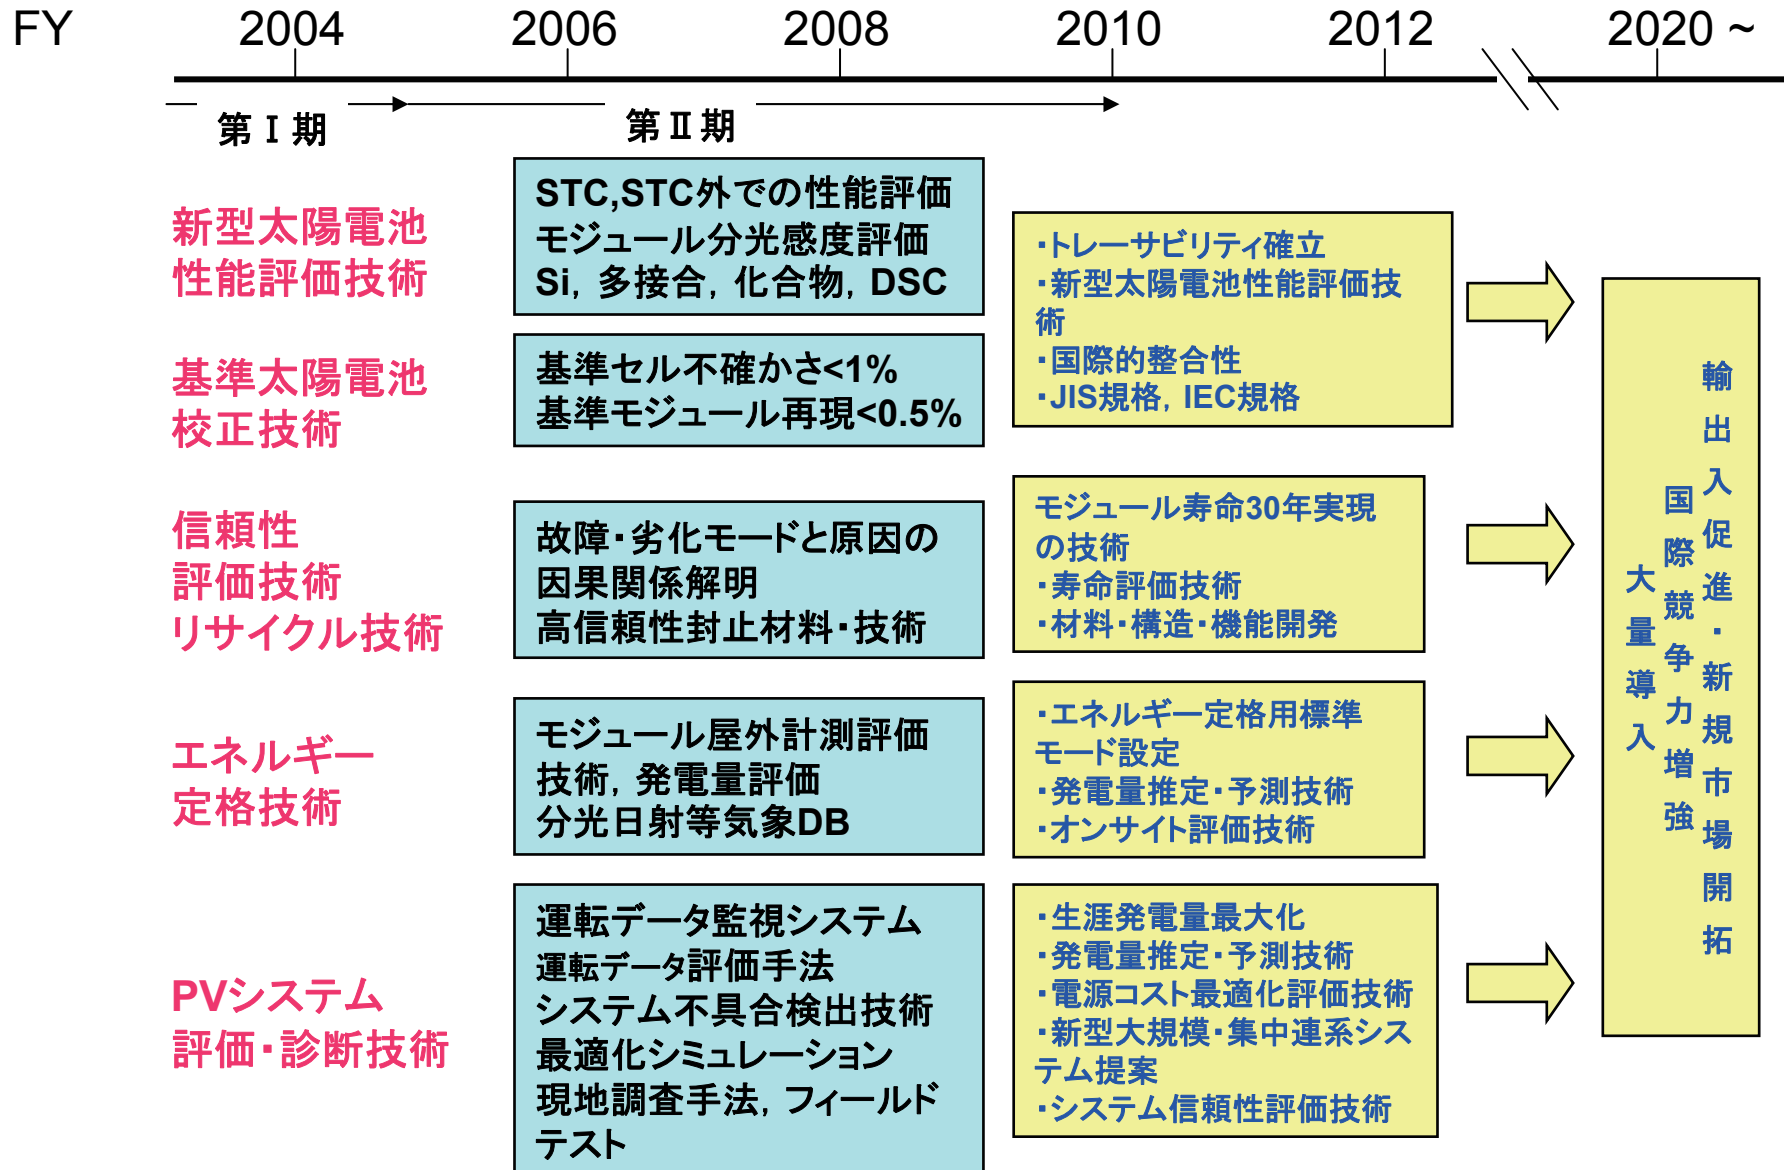 FY 2004 2006 2008 2010 2012 2020 ~
第Ⅰ期 第Ⅱ期
新型太陽電池
性能評価技術
STC,STC外での性能評価
モジュール分光感度評価
Si, 多接合, 化合物, DSC
基準太陽電池
校正技術
基準セル不確かさ<1%
基準モジュール再現<0.5%
・トレーサビリティ確立
・新型太陽電池性能評価技
術
・国際的整合性
・JIS規格, IEC規格
信頼性
評価技術
リサイクル技術
故障・劣化モードと原因の
因果関係解明
高信頼性封止材料・技術
モジュール寿命30年実現
の技術
・寿命評価技術
・材料・構造・機能開発
エネルギー
定格技術
モジュール屋外計測評価
技術, 発電量評価
分光日射等気象DB
・エネルギー定格用標準
モード設定
・発電量推定・予測技術
・オンサイト評価技術
PVシステム
評価・診断技術
運転データ監視システム
運転データ評価手法
システム不具合検出技術
最適化シミュレーション
現地調査手法, フィールド
テスト
・生涯発電量最大化
・発電量推定・予測技術
・電源コスト最適化評価技術
・新型大規模・集中連系シス
テム提案
・システム信頼性評価技術
輸出入促進・新規市場開拓
国際競争力増強
大量導入